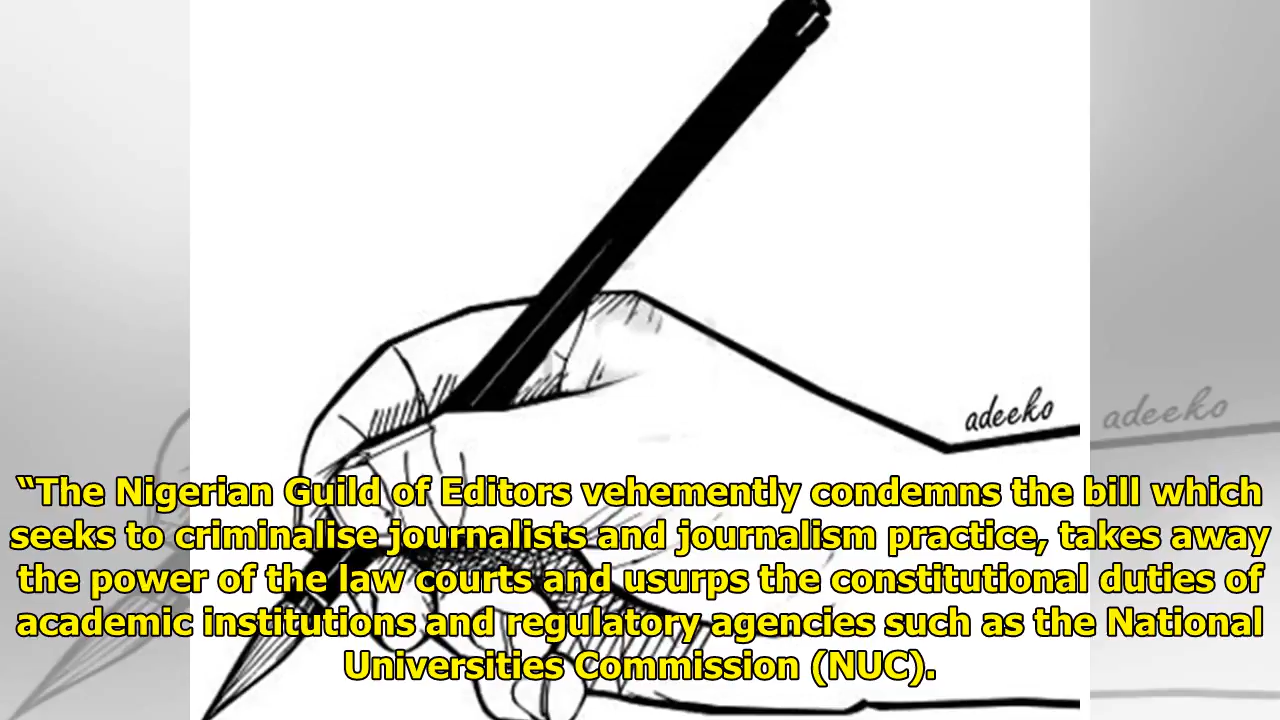 adeeko adeeko
“The Nigerian Guild of Editors vehemently condemns the bill which
seeks to criminalise journalists and journalism practice, takes away
the power of the law courts and usurps the constitutional duties of
academic institutions and regulatory agencies such as the National
Universities Commission (NUC).